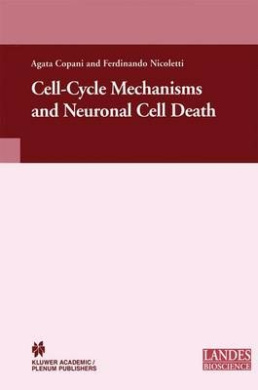 Agata Copani and Ferdinando Nicoletti
Cell-Cycle Mechanisms
and Neuronal Cell Death
KLUWER ACADEMIC /
PLENUM PUBLISHERS
LANDES
BIOSCIENCE